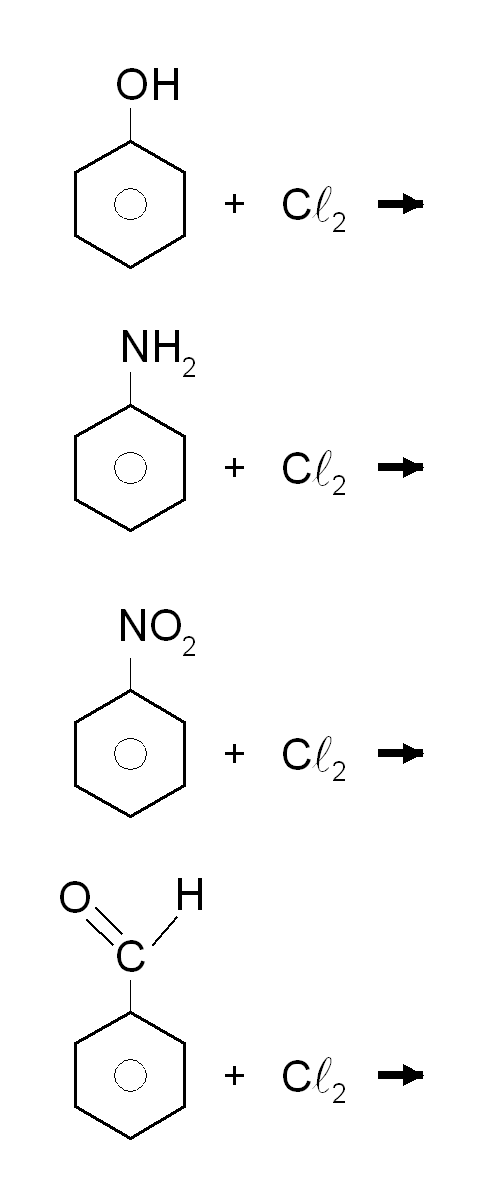 OH
+ Cℓ₂ →
NH₂
+ Cℓ₂ →
NO₂
+ Cℓ₂ →
O H
C
+ Cℓ₂ →